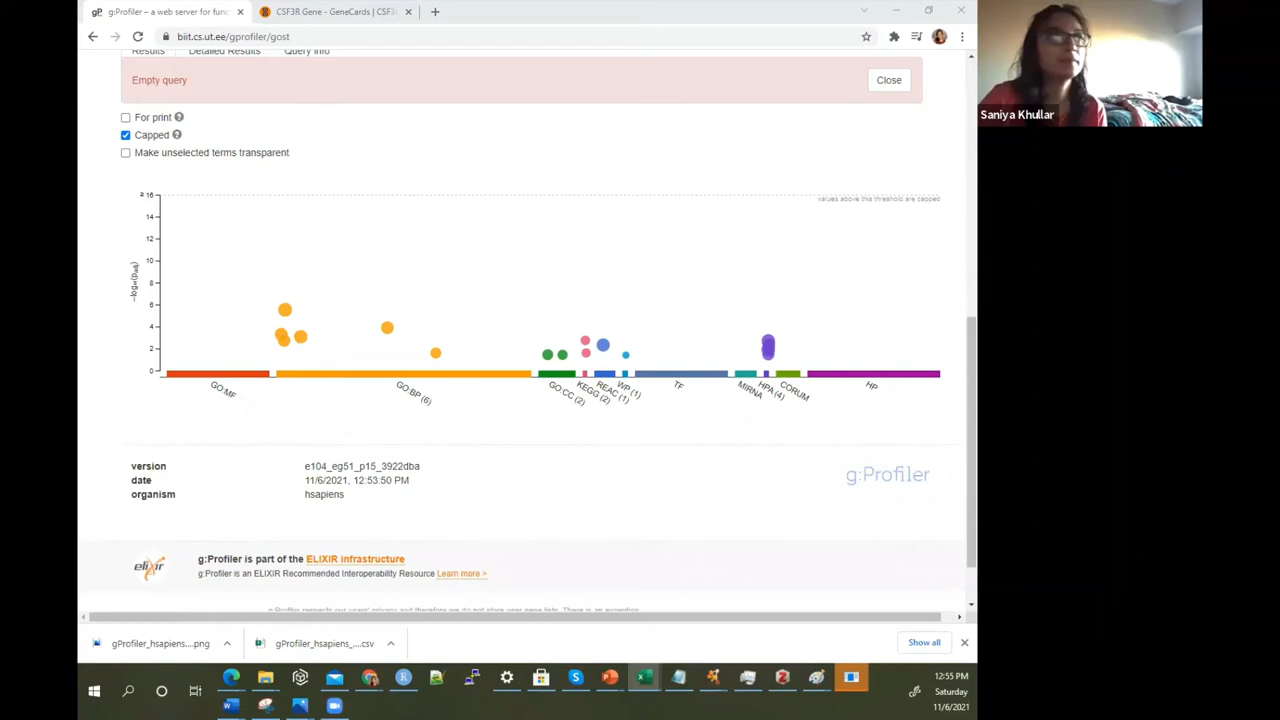 g:Profiler – a web server for func
CSF3R Gene - GeneCards | CSF3
biit.cs.ut.ee/gprofiler/gost
Results Detailed Results Query info
Empty query
Close
For print
Capped
Make unselected terms transparent
≥ 16
values above this threshold are capped
14
12
10
8
6
4
2
0
GO:MF
GO:BP (6)
GO:CC (2)
KEGG (2)
REAC (1)
WP (1)
TF
MIRNA
HPA (4)
CORUM
HP
version e104_eg51_p15_3922dba
date 11/6/2021, 12:53:50 PM
organism hsapiens
g:Profiler
elixir
g:Profiler is part of the ELIXIR infrastructure
g:Profiler is an ELIXIR Recommended Interoperability Resource Learn more >
gProfiler_hsapiens....png
gProfiler_hsapiens_....csv
Show all
12:55 PM
Saturday
11/6/2021
Saniya Khullar